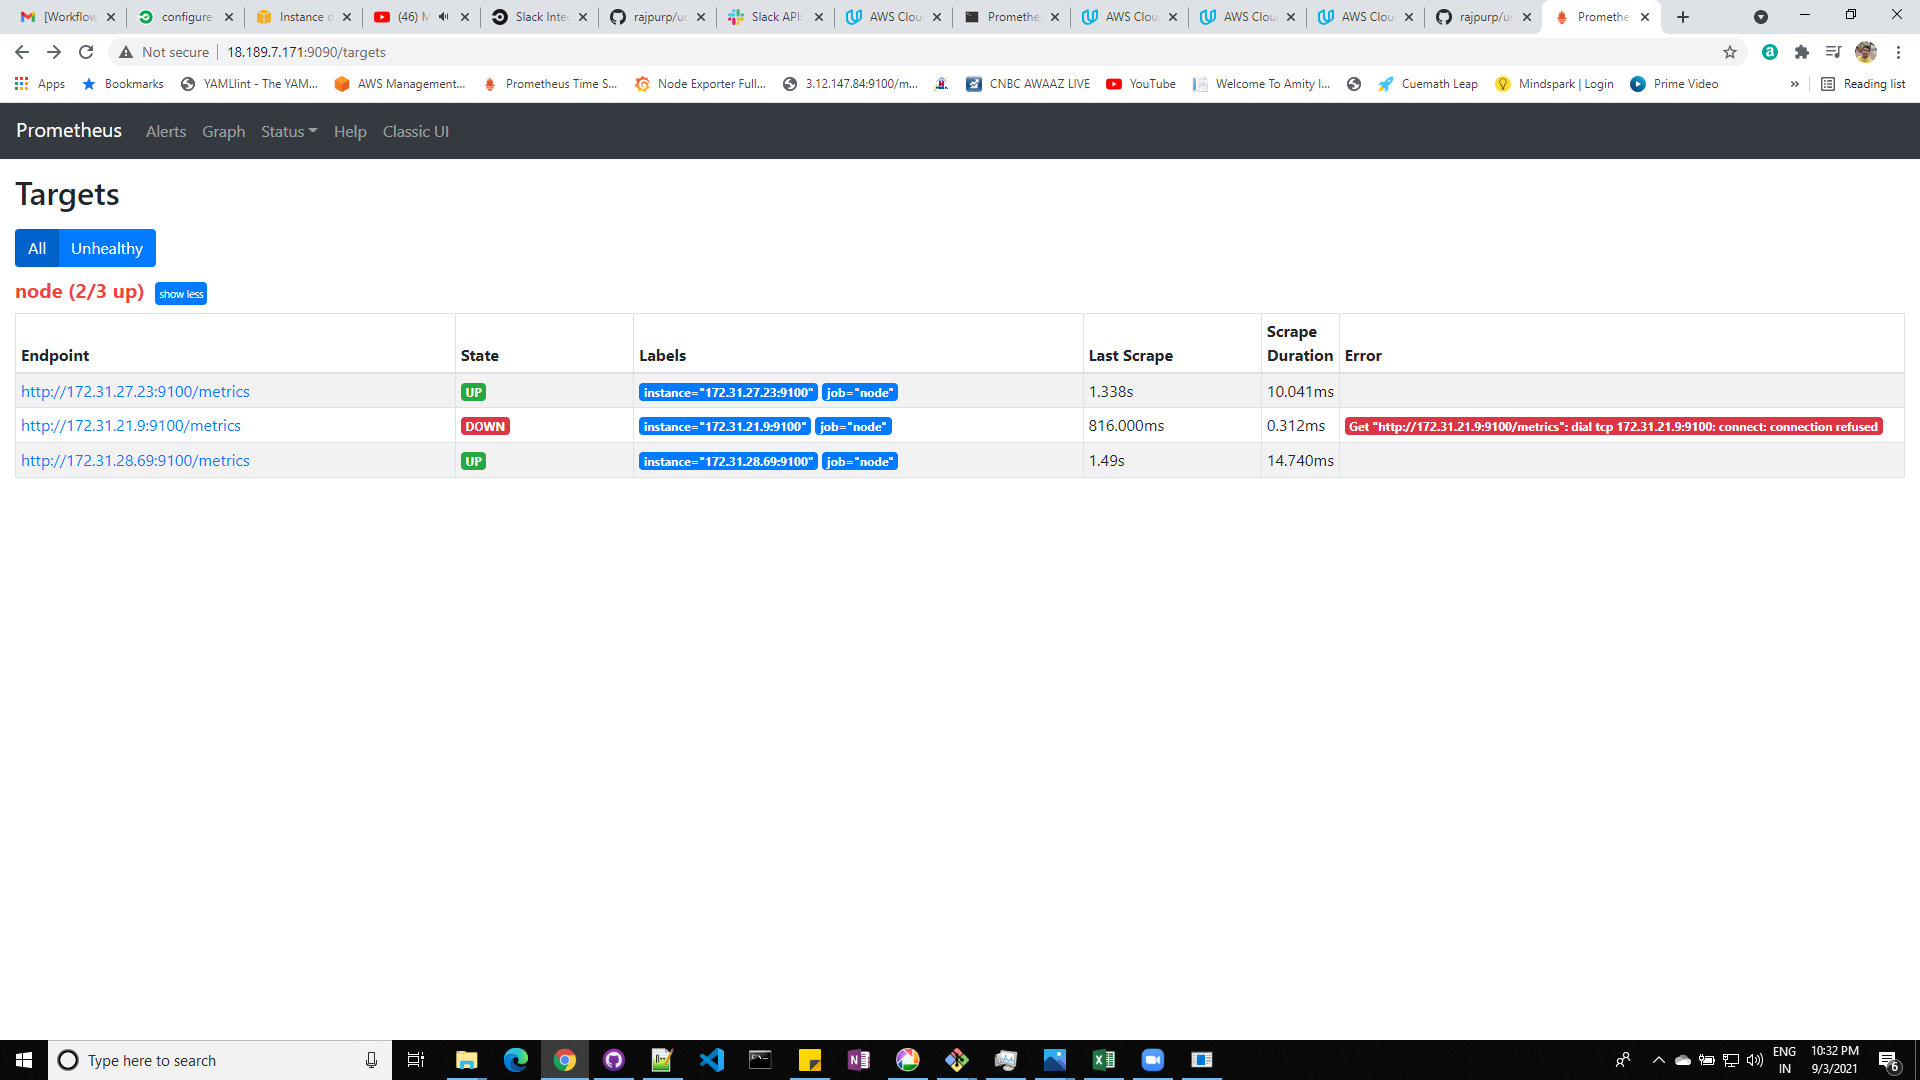 [Workflow
configure
Instance d
(46) M
Slack Inte
rajpurp/uc
Slack API:
AWS Clou
Promethe
AWS Clou
AWS Clou
AWS Clou
rajpurp/uc
Promethe
Not secure
18.189.7.171:9090/targets
Apps
Bookmarks
YAMLlint - The YAM...
AWS Management...
Prometheus Time S...
Node Exporter Full...
3.12.147.84:9100/m...
CNBC AWAAZ LIVE
YouTube
Welcome To Amity I...
Cuemath Leap
Mindspark | Login
Prime Video
»
Reading list
Prometheus Alerts Graph Status Help Classic UI
Targets
All Unhealthy
node (2/3 up) show less
Endpoint State Labels Last Scrape Scrape Duration Error
http://172.31.27.23:9100/metrics UP instance="172.31.27.23:9100" job="node" 1.338s 10.041ms
http://172.31.21.9:9100/metrics DOWN instance="172.31.21.9:9100" job="node" 816.000ms 0.312ms Get "http://172.31.21.9:9100/metrics": dial tcp 172.31.21.9:9100: connect: connection refused
http://172.31.28.69:9100/metrics UP instance="172.31.28.69:9100" job="node" 1.49s 14.740ms
Type here to search
ENG
IN
10:32 PM
9/3/2021
6